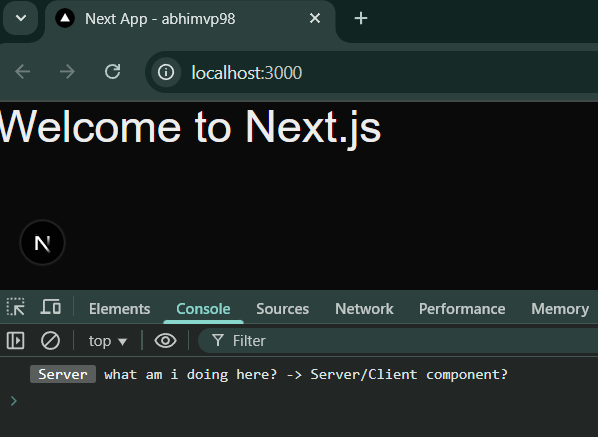 Next App - abhimvp98
localhost:3000
Welcome to Next.js
N
Elements Console Sources Network Performance Memory
top Filter
Server what am i doing here? -> Server/Client component?